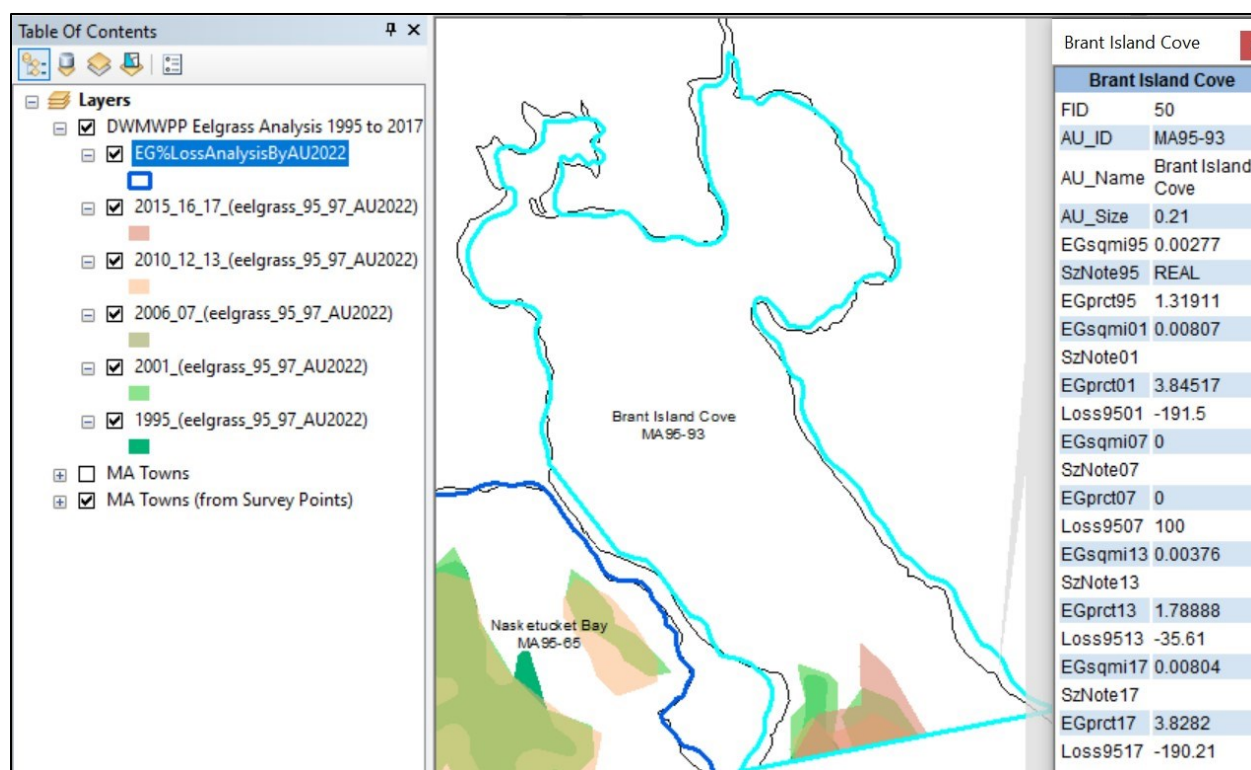 Table Of Contents
Layers
DWMWPP Eelgrass Analysis 1995 to 2017
EG%LossAnalysisByAU2022
2015_16_17_(eelgrass_95_97_AU2022)
2010_12_13_(eelgrass_95_97_AU2022)
2006_07_(eelgrass_95_97_AU2022)
2001_(eelgrass_95_97_AU2022)
1995_(eelgrass_95_97_AU2022)
MA Towns
MA Towns (from Survey Points)
Brant Island Cove
MA95-93
Nasketucket Bay
MA95-65
Brant Island Cove
Brant Island Cove
FID 50
AU_ID MA95-93
AU_Name Brant Island
Cove
AU_Size 0.21
EGsqmi95 0.00277
SzNote95 REAL
EGprct95 1.31911
EGsqmi01 0.00807
SzNote01
EGprct01 3.84517
Loss9501 -191.5
EGsqmi07 0
SzNote07
EGprct07 0
Loss9507 100
EGsqmi13 0.00376
SzNote13
EGprct13 1.78888
Loss9513 -35.61
EGsqmi17 0.00804
SzNote17
EGprct17 3.8282
Loss9517 -190.21